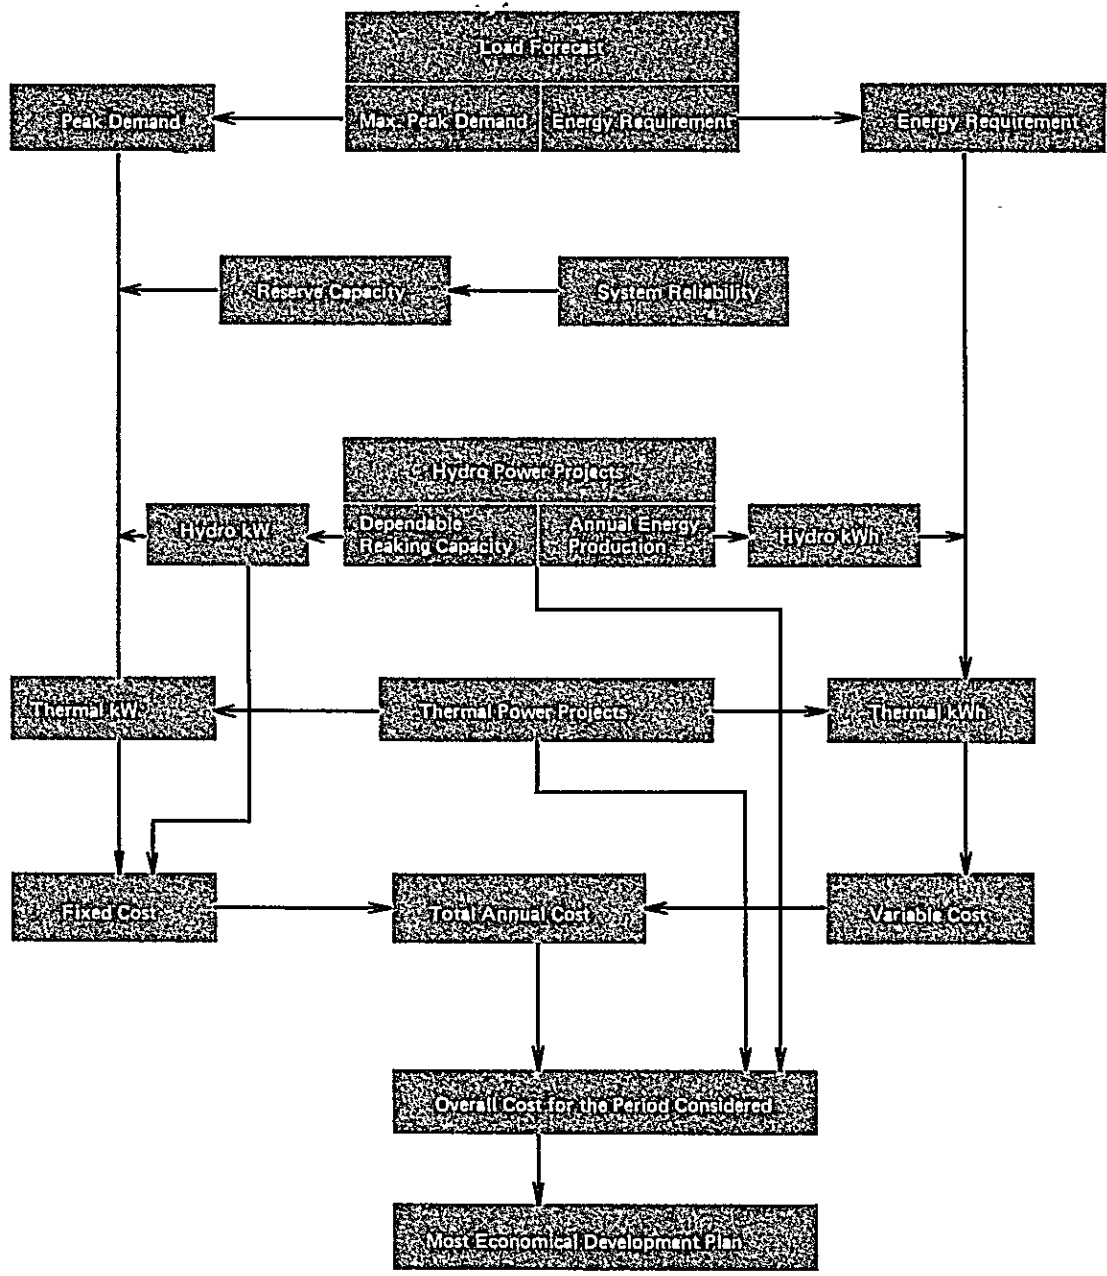 Load Forecast
Peak Demand
Max. Peak Demand
Energy Requirement
Energy Requirement
Reserve Capacity
System Reliability
Hydro Power Projects
Hydro kW
Dependable
Reaking Capacity
Annual Energy
Production
Hydro kWh
Thermal kW
Thermal Power Projects
Thermal kWh
Fixed Cost
Total Annual Cost
Variable Cost
Overall Cost for the Period Considered
Most Economical Development Plan